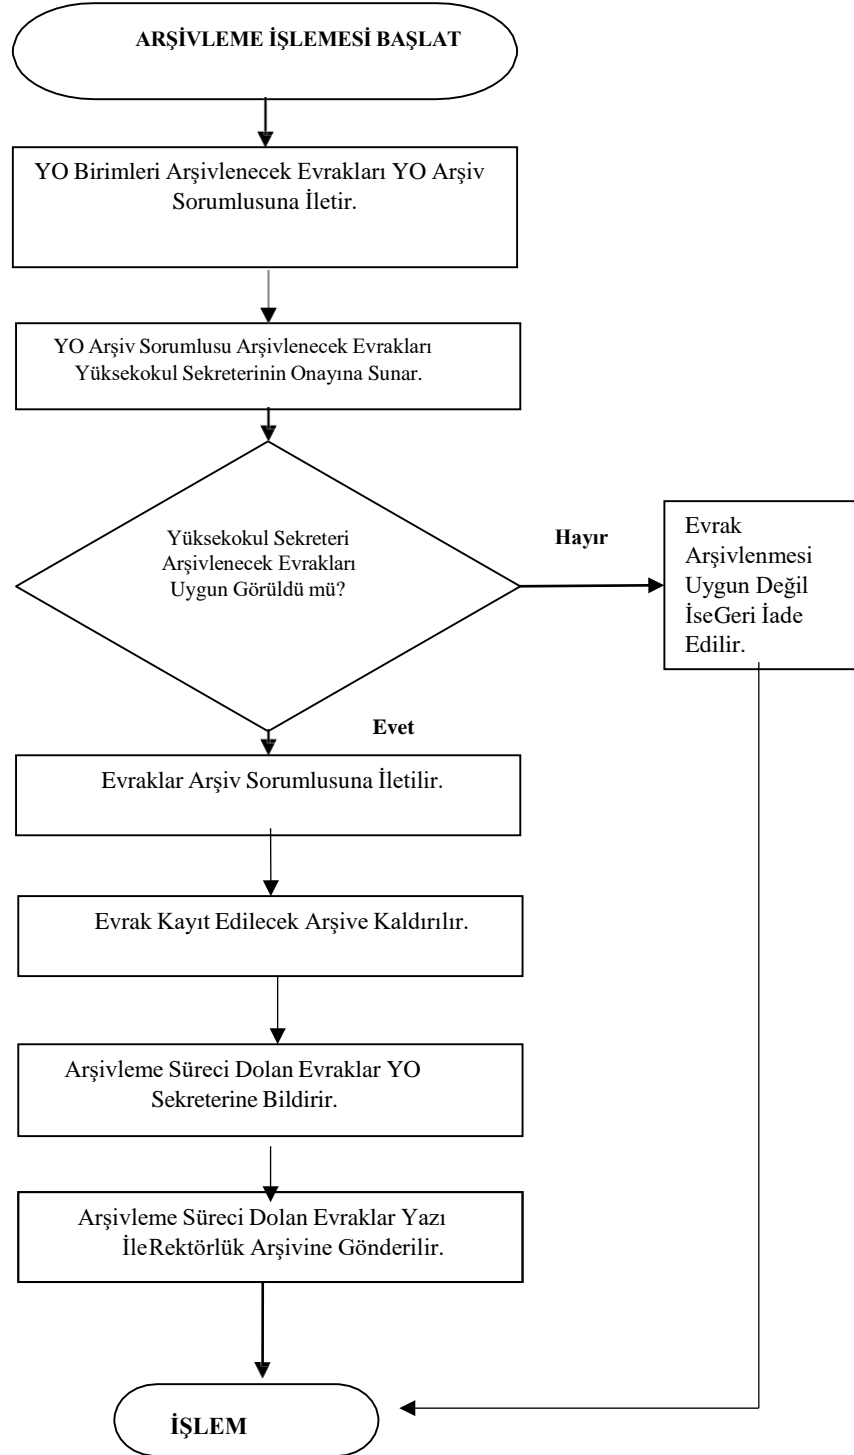 ARŞİVLEME İŞLEMESİ BAŞLAT
YO Birimleri Arşivlenecek Evrakları YO Arşiv
Sorumlusuna İletir.
YO Arşiv Sorumlusu Arşivlenecek Evrakları
Yüksekokul Sekreterinin Onayına Sunar.
Yüksekokul Sekreteri
Arşivlenecek Evrakları
Uygun Görüldü mü?
Hayır
Evrak
Arşivlenmesi
Uygun Değil
İseGeri İade
Edilir.
Evet
Evraklar Arşiv Sorumlusuna İletilir.
Evrak Kayıt Edilecek Arşive Kaldırılır.
Arşivleme Süreci Dolan Evraklar YO
Sekreterine Bildirir.
Arşivleme Süreci Dolan Evraklar Yazı
İleRektörlük Arşivine Gönderilir.
İŞLEM